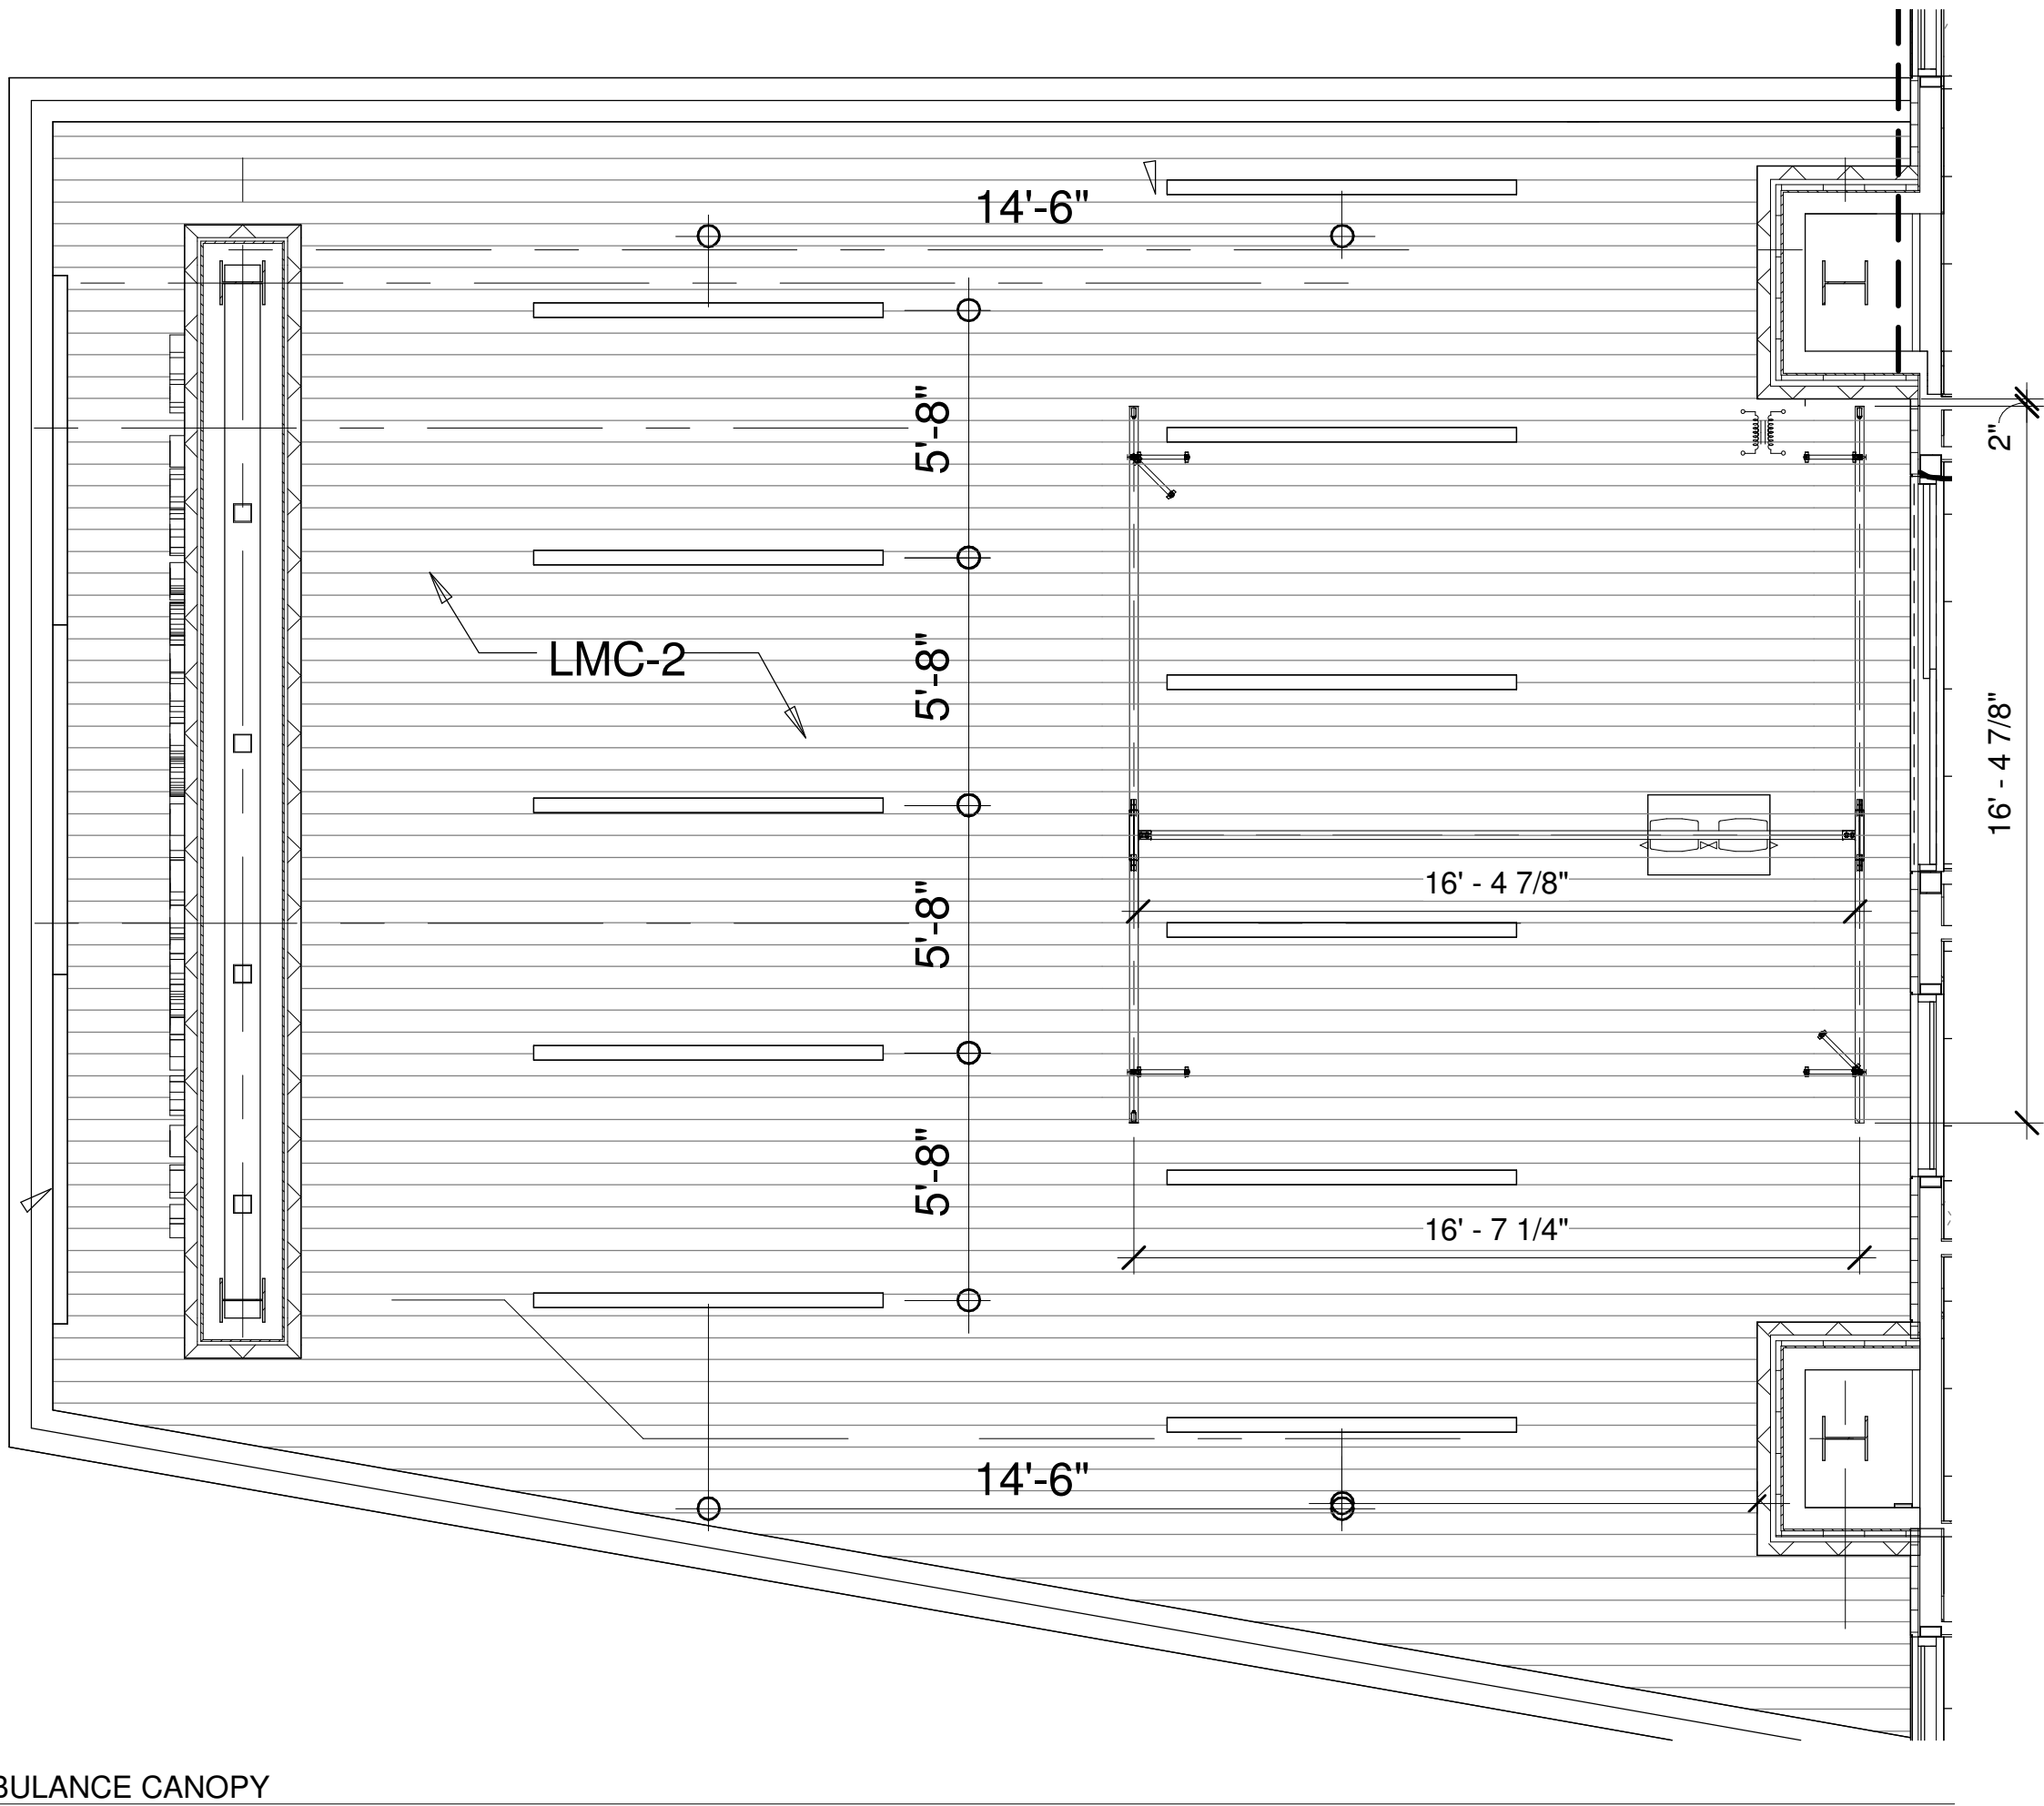 14'-6"
5'-8"
2"
LMC-2
5'-8"
16' - 4 7/8"
16' - 4 7/8"
5'-8"
5'-8"
16' - 7 1/4"
14'-6"
BULANCE CANOPY